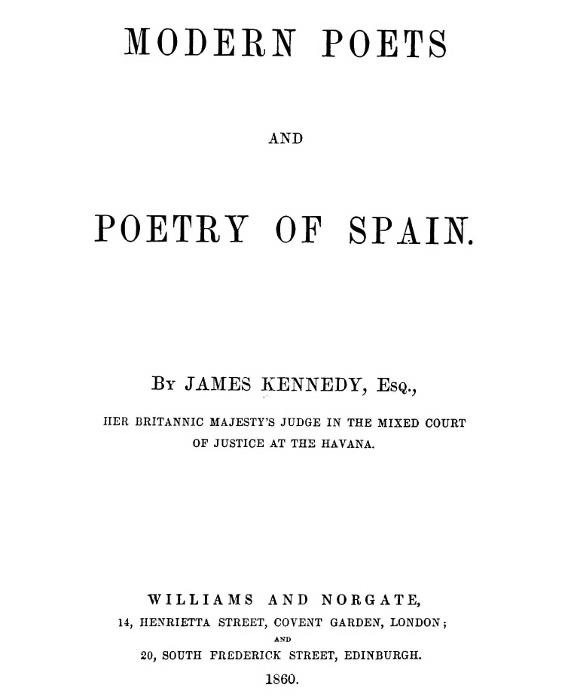 MODERN POETS
AND
POETRY OF SPAIN.
BY JAMES KENNEDY, ESQ.,
HER BRITANNIC MAJESTY'S JUDGE IN THE MIXED COURT
OF JUSTICE AT THE HAVANA.
WILLIAMS AND NORGATE,
14, HENRIETTA STREET, COVENT GARDEN, LONDON;
AND
20, SOUTH FREDERICK STREET, EDINBURGH.
1860.